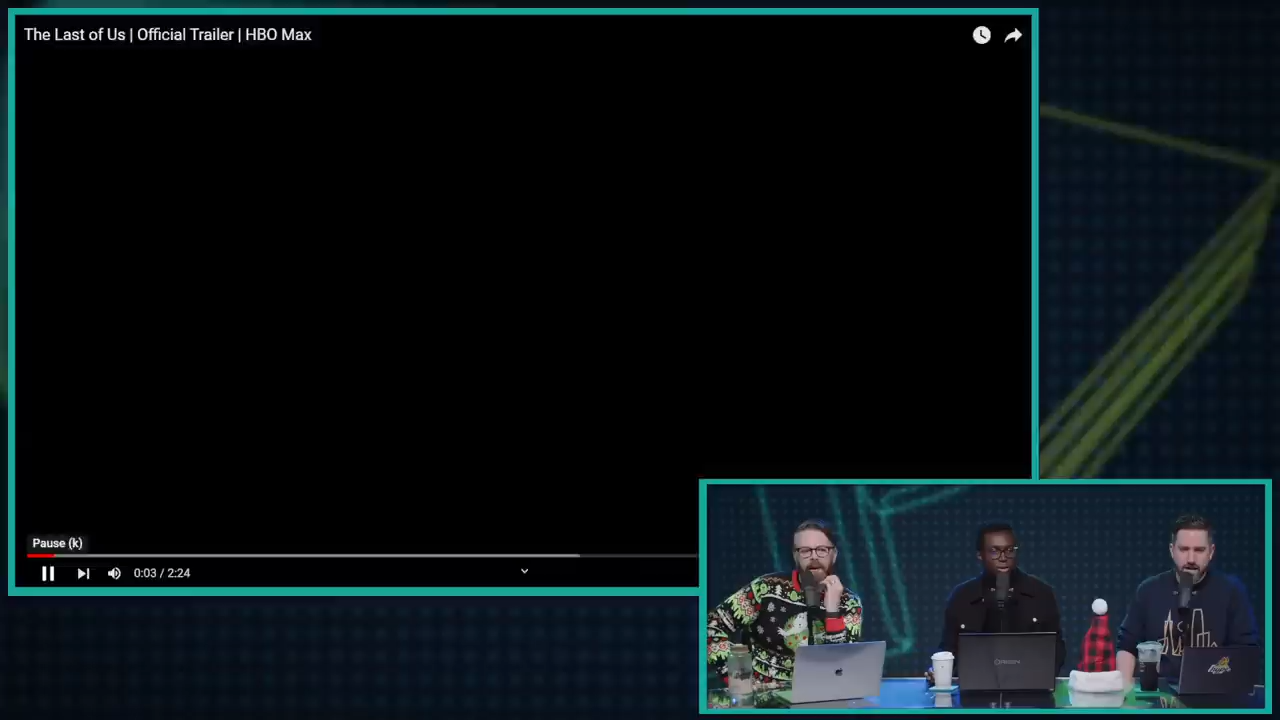 The Last of Us | Official Trailer | HBO Max
Pause (k)
0:03 / 2:24